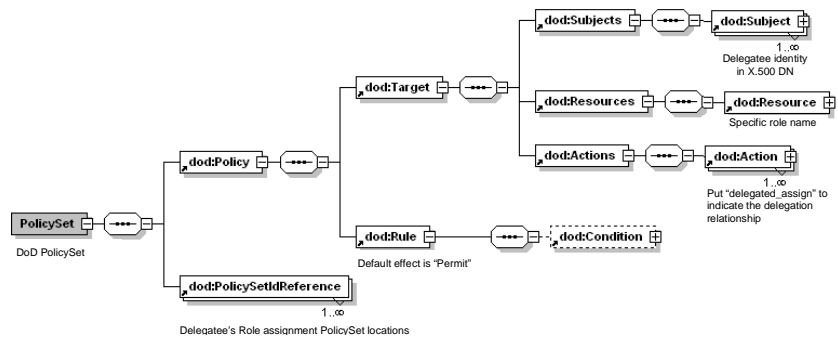 dod:Subjects
dod:Subject
1..∞
Delegatee identity
in X.500 DN
dod:Target
dod:Resources
dod:Resource
Specific role name
dod:Policy
dod:Actions
dod:Action
1..∞
Put “delegated_assign” to
indicate the delegation
relationship
PolicySet
DoD PolicySet
dod:Rule
dod:Condition
Default effect is “Permit”
dod:PolicySetIdReference
1..∞
Delegatee’s Role assignment PolicySet locations